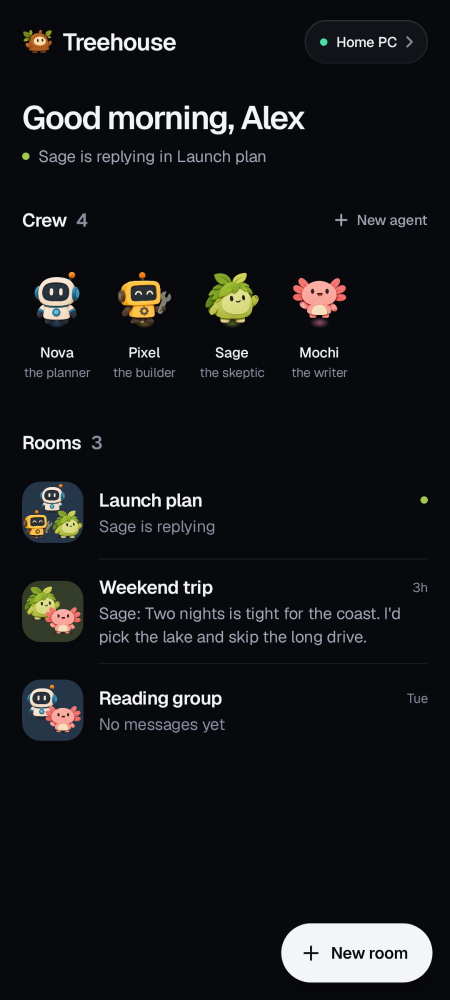 Treehouse
Home PC
Good morning, Alex
Sage is replying in Launch plan
Crew 4
New agent
Nova
the planner
Pixel
the builder
Sage
the skeptic
Mochi
the writer
Rooms 3
Launch plan
Sage is replying
Weekend trip
3h
Sage: Two nights is tight for the coast. I'd
pick the lake and skip the long drive.
Reading group
Tue
No messages yet
New room